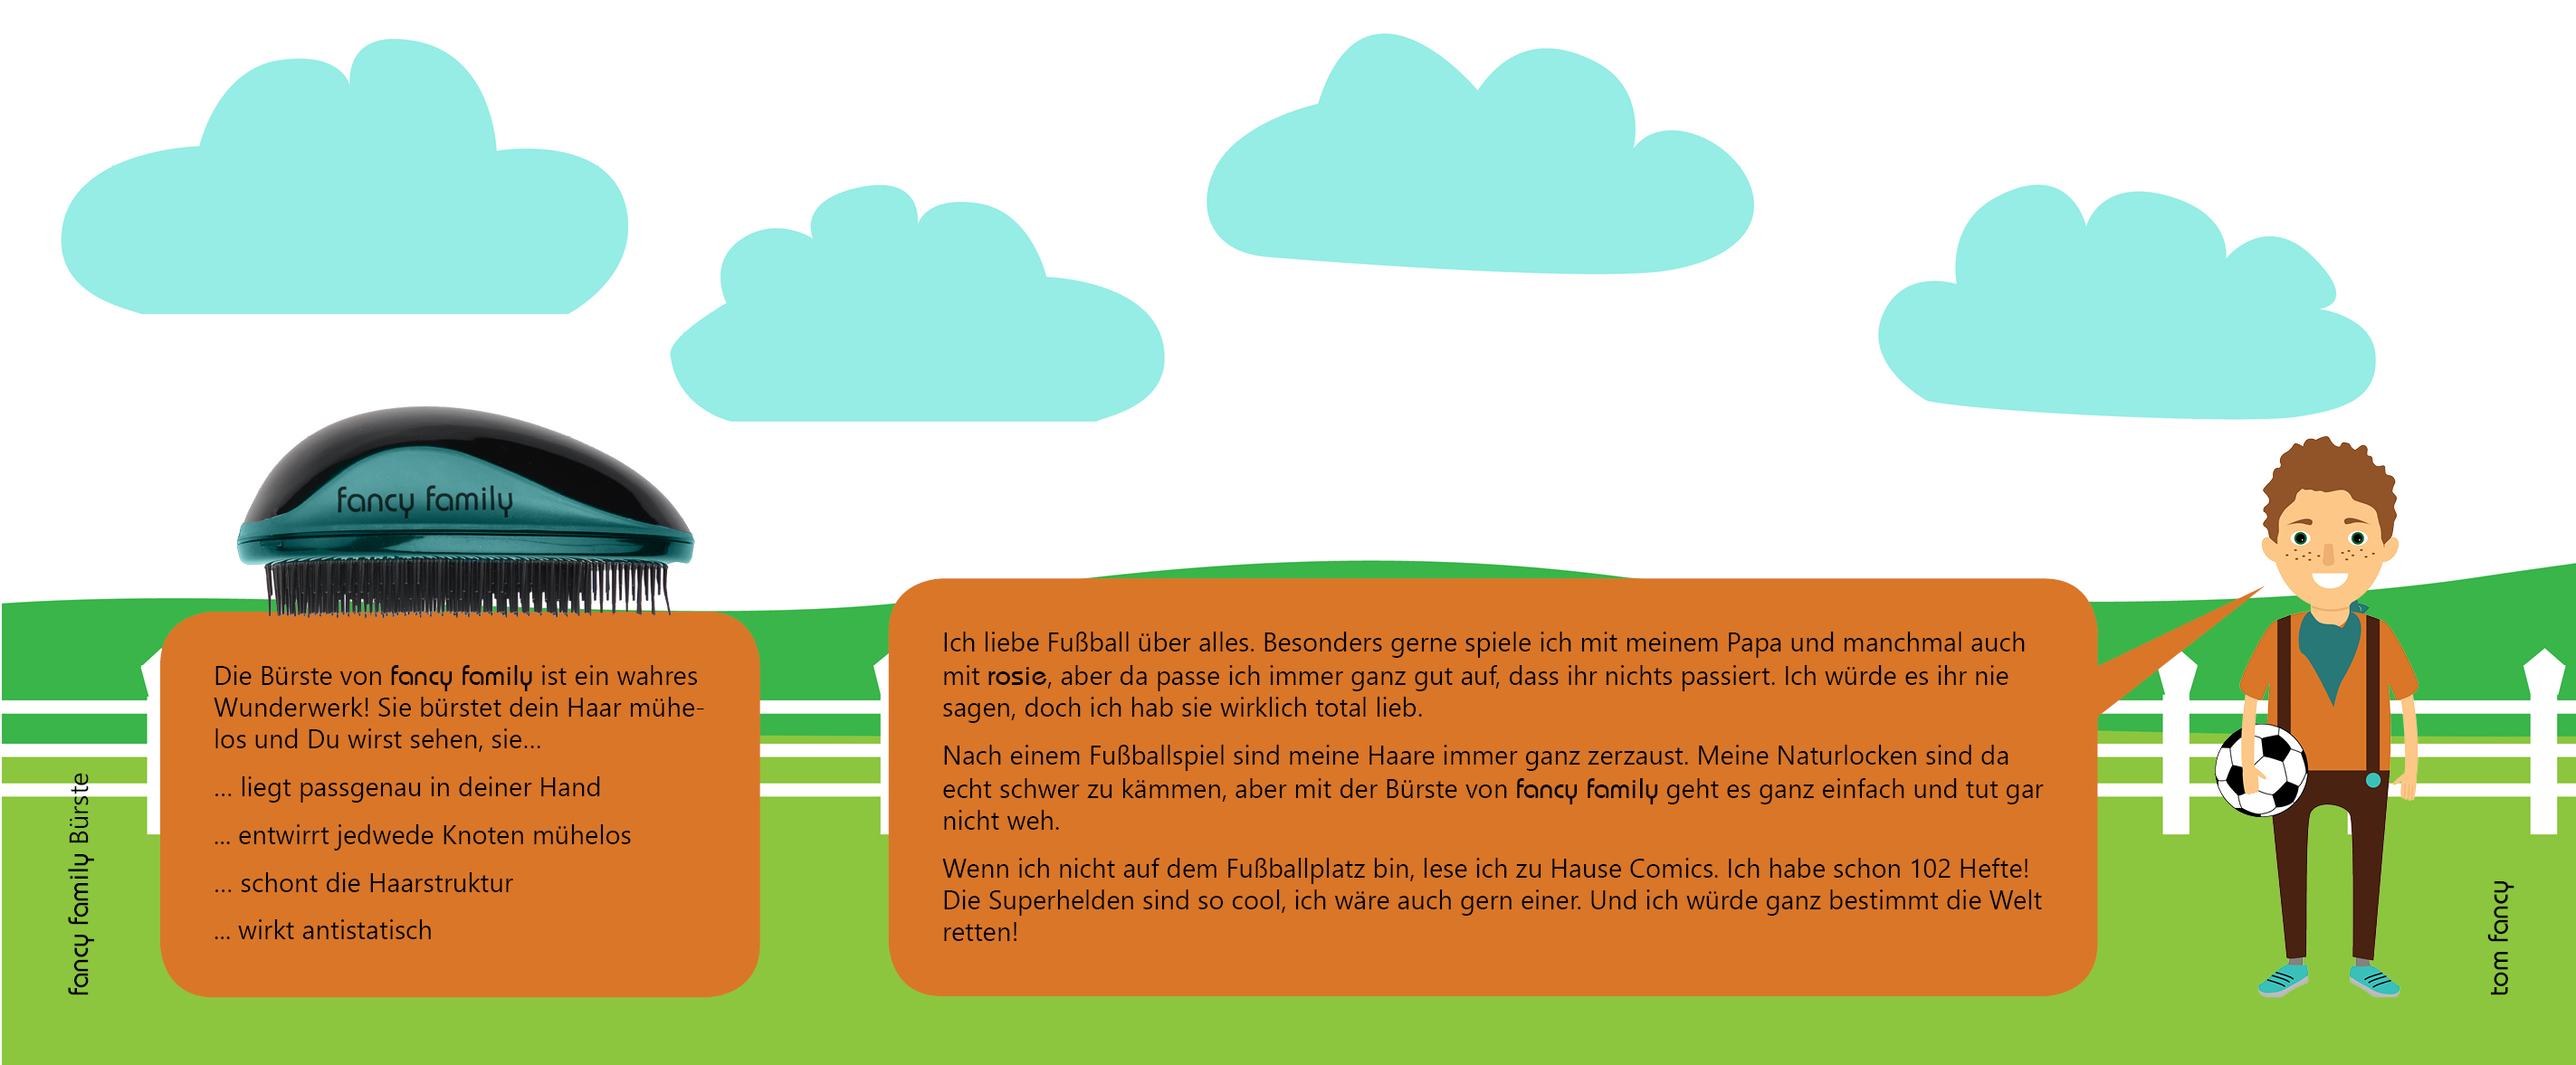 fancy family
Die Bürste von fancy family ist ein wahres
Wunderwerk! Sie bürstet dein Haar mühe-
los und Du wirst sehen, sie...
... liegt passgenau in deiner Hand
... entwirrt jedwede Knoten mühelos
... schont die Haarstruktur
... wirkt antistatisch
fancy family Bürste
Ich liebe Fußball über alles. Besonders gerne spiele ich mit meinem Papa und manchmal auch
mit rosie, aber da passe ich immer ganz gut auf, dass ihr nichts passiert. Ich würde es ihr nie
sagen, doch ich hab sie wirklich total lieb.
Nach einem Fußballspiel sind meine Haare immer ganz zerzaust. Meine Naturlocken sind da
echt schwer zu kämmen, aber mit der Bürste von fancy family geht es ganz einfach und tut gar
nicht weh.
Wenn ich nicht auf dem Fußballplatz bin, lese ich zu Hause Comics. Ich habe schon 102 Hefte!
Die Superhelden sind so cool, ich wäre auch gern einer. Und ich würde ganz bestimmt die Welt
retten!
tom fancy